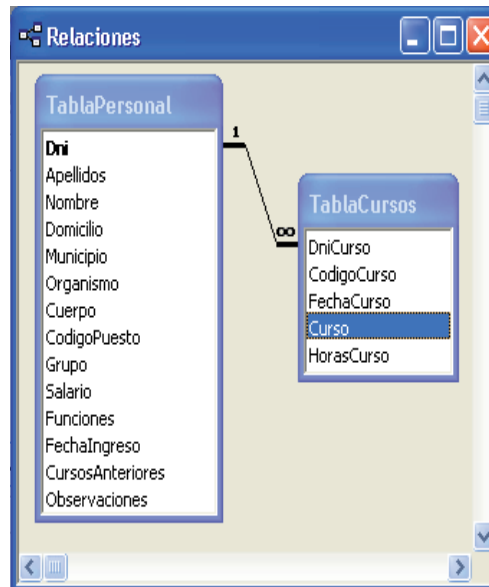 Relaciones
TablaPersonal
Dni
Apellidos
Nombre
Domicilio
Municipio
Organismo
Cuerpo
CodigoPuesto
Grupo
Salario
Funciones
FechaIngreso
CursosAnteriores
Observaciones
1
∞
TablaCursos
DniCurso
CodigoCurso
FechaCurso
Curso
HorasCurso